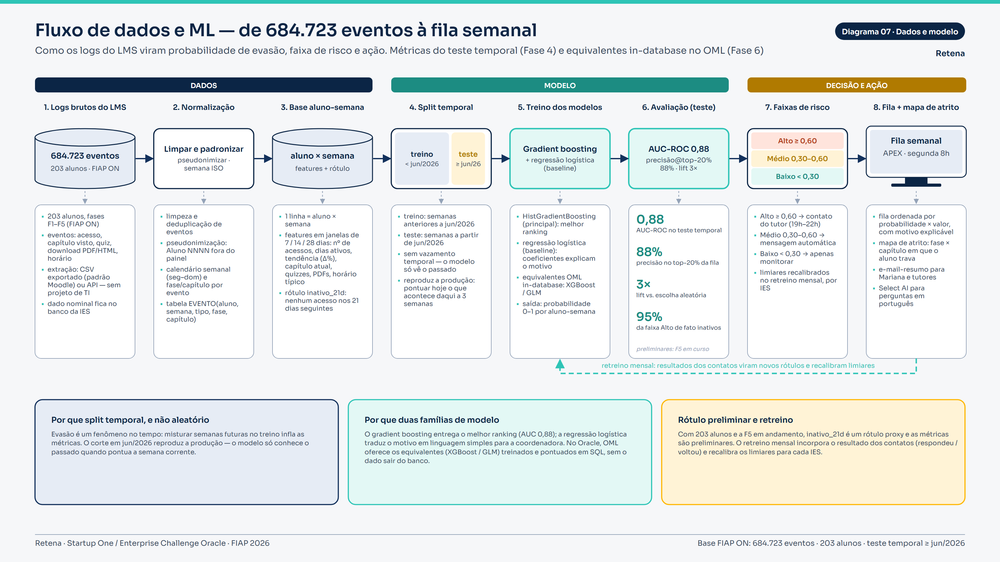 Fluxo de dados e ML — de 684.723 eventos à fila semanal
Diagrama 07 · Dados e modelo
Como os logs do LMS viram probabilidade de evasão, faixa de risco e ação. Métricas do teste temporal (Fase 4) e equivalentes in-database no OML (Fase 6)
Retena
DADOS
MODELO
DECISÃO E AÇÃO
1. Logs brutos do LMS
2. Normalização
3. Base aluno-semana
4. Split temporal
5. Treino dos modelos
6. Avaliação (teste)
7. Faixas de risco
8. Fila + mapa de atrito
684.723 eventos
203 alunos · FIAP ON
Limpar e padronizar
pseudonimizar ·
semana ISO
aluno × semana
features + rótulo
treino
< jun/2026
teste
≥ jun/26
Gradient boosting
+ regressão logística
(baseline)
AUC-ROC 0,88
precisão@top-20%
88% · lift 3×
Alto ≥ 0,60
Médio 0,30–0,60
Baixo < 0,30
Fila semanal
APEX · segunda 8h
▪ 203 alunos, fases
F1–F5 (FIAP ON)
▪ eventos: acesso,
capítulo visto, quiz,
download PDF/HTML,
horário
▪ extração: CSV
exportado (padrão
Moodle) ou API — sem
projeto de TI
▪ dado nominal fica no
banco da IES
▪ limpeza e
deduplicação de
eventos
▪ pseudonimização:
Aluno NNNN fora do
painel
▪ calendário semanal
(seg–dom) e
fase/capítulo por
evento
▪ tabela EVENTO(aluno,
semana, tipo, fase,
capítulo)
▪ 1 linha = aluno ×
semana
▪ features em janelas de
7 / 14 / 28 dias: nº de
acessos, dias ativos,
tendência (Δ%),
capítulo atual,
quizzes, PDFs, horário
típico
▪ rótulo inativo_21d:
nenhum acesso nos 21
dias seguintes
▪ treino: semanas
anteriores a jun/2026
▪ teste: semanas a partir
de jun/2026
▪ sem vazamento
temporal — o modelo
só vê o passado
▪ reproduz a produção:
pontuar hoje o que
acontece daqui a 3
semanas
▪ HistGradientBoosting
(principal): melhor
ranking
▪ regressão logística
(baseline):
coeficientes explicam
o motivo
▪ equivalentes OML
in-database: XGBoost
/ GLM
▪ saída: probabilidade
0–1 por aluno-semana
0,88
AUC-ROC no teste temporal
88%
precisão no top-20% da fila
3×
lift vs. escolha aleatória
95%
da faixa Alto de fato inativos
preliminares: F5 em curso
▪ Alto ≥ 0,60 → contato
do tutor (19h–22h)
▪ Médio 0,30–0,60 →
mensagem automática
▪ Baixo < 0,30 → apenas
monitorar
▪ limiares recalibrados
no retreino mensal, por
IES
▪ fila ordenada por
probabilidade × valor,
com motivo explicável
▪ mapa de atrito: fase ×
capítulo em que o
aluno trava
▪ e-mail-resumo para
Mariana e tutores
▪ Select AI para
perguntas em
português
retreino mensal: resultados dos contatos viram novos rótulos e recalibram limiares
Por que split temporal, e não aleatório
Evasão é um fenômeno no tempo: misturar semanas futuras no treino infla as
métricas. O corte em jun/2026 reproduz a produção — o modelo só conhece o
passado quando pontua a semana corrente.
Por que duas famílias de modelo
O gradient boosting entrega o melhor ranking (AUC 0,88); a regressão logística
traduz o motivo em linguagem simples para a coordenadora. No Oracle, OML
oferece os equivalentes (XGBoost / GLM) treinados e pontuados em SQL, sem o
dado sair do banco.
Rótulo preliminar e retreino
Com 203 alunos e a F5 em andamento, inativo_21d é um rótulo proxy e as métricas
são preliminares. O retreino mensal incorpora o resultado dos contatos (respondeu /
voltou) e recalibra os limiares para cada IES.
Retena · Startup One / Enterprise Challenge Oracle · FIAP 2026
Base FIAP ON: 684.723 eventos · 203 alunos · teste temporal ≥ jun/2026